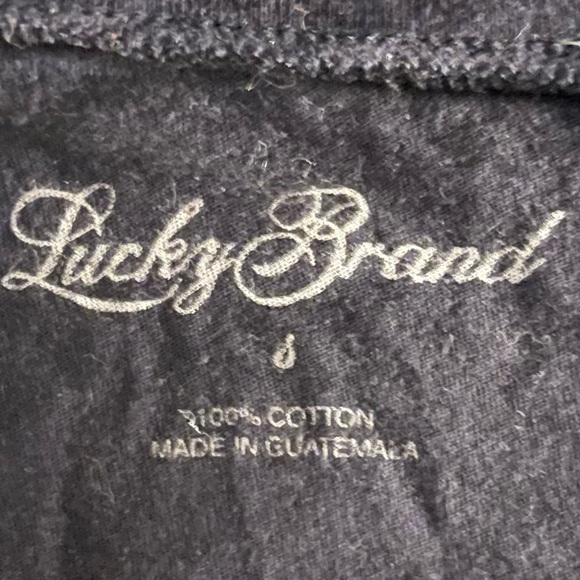 Lucky Brand
S
100% COTTON
MADE IN GUATEMALA